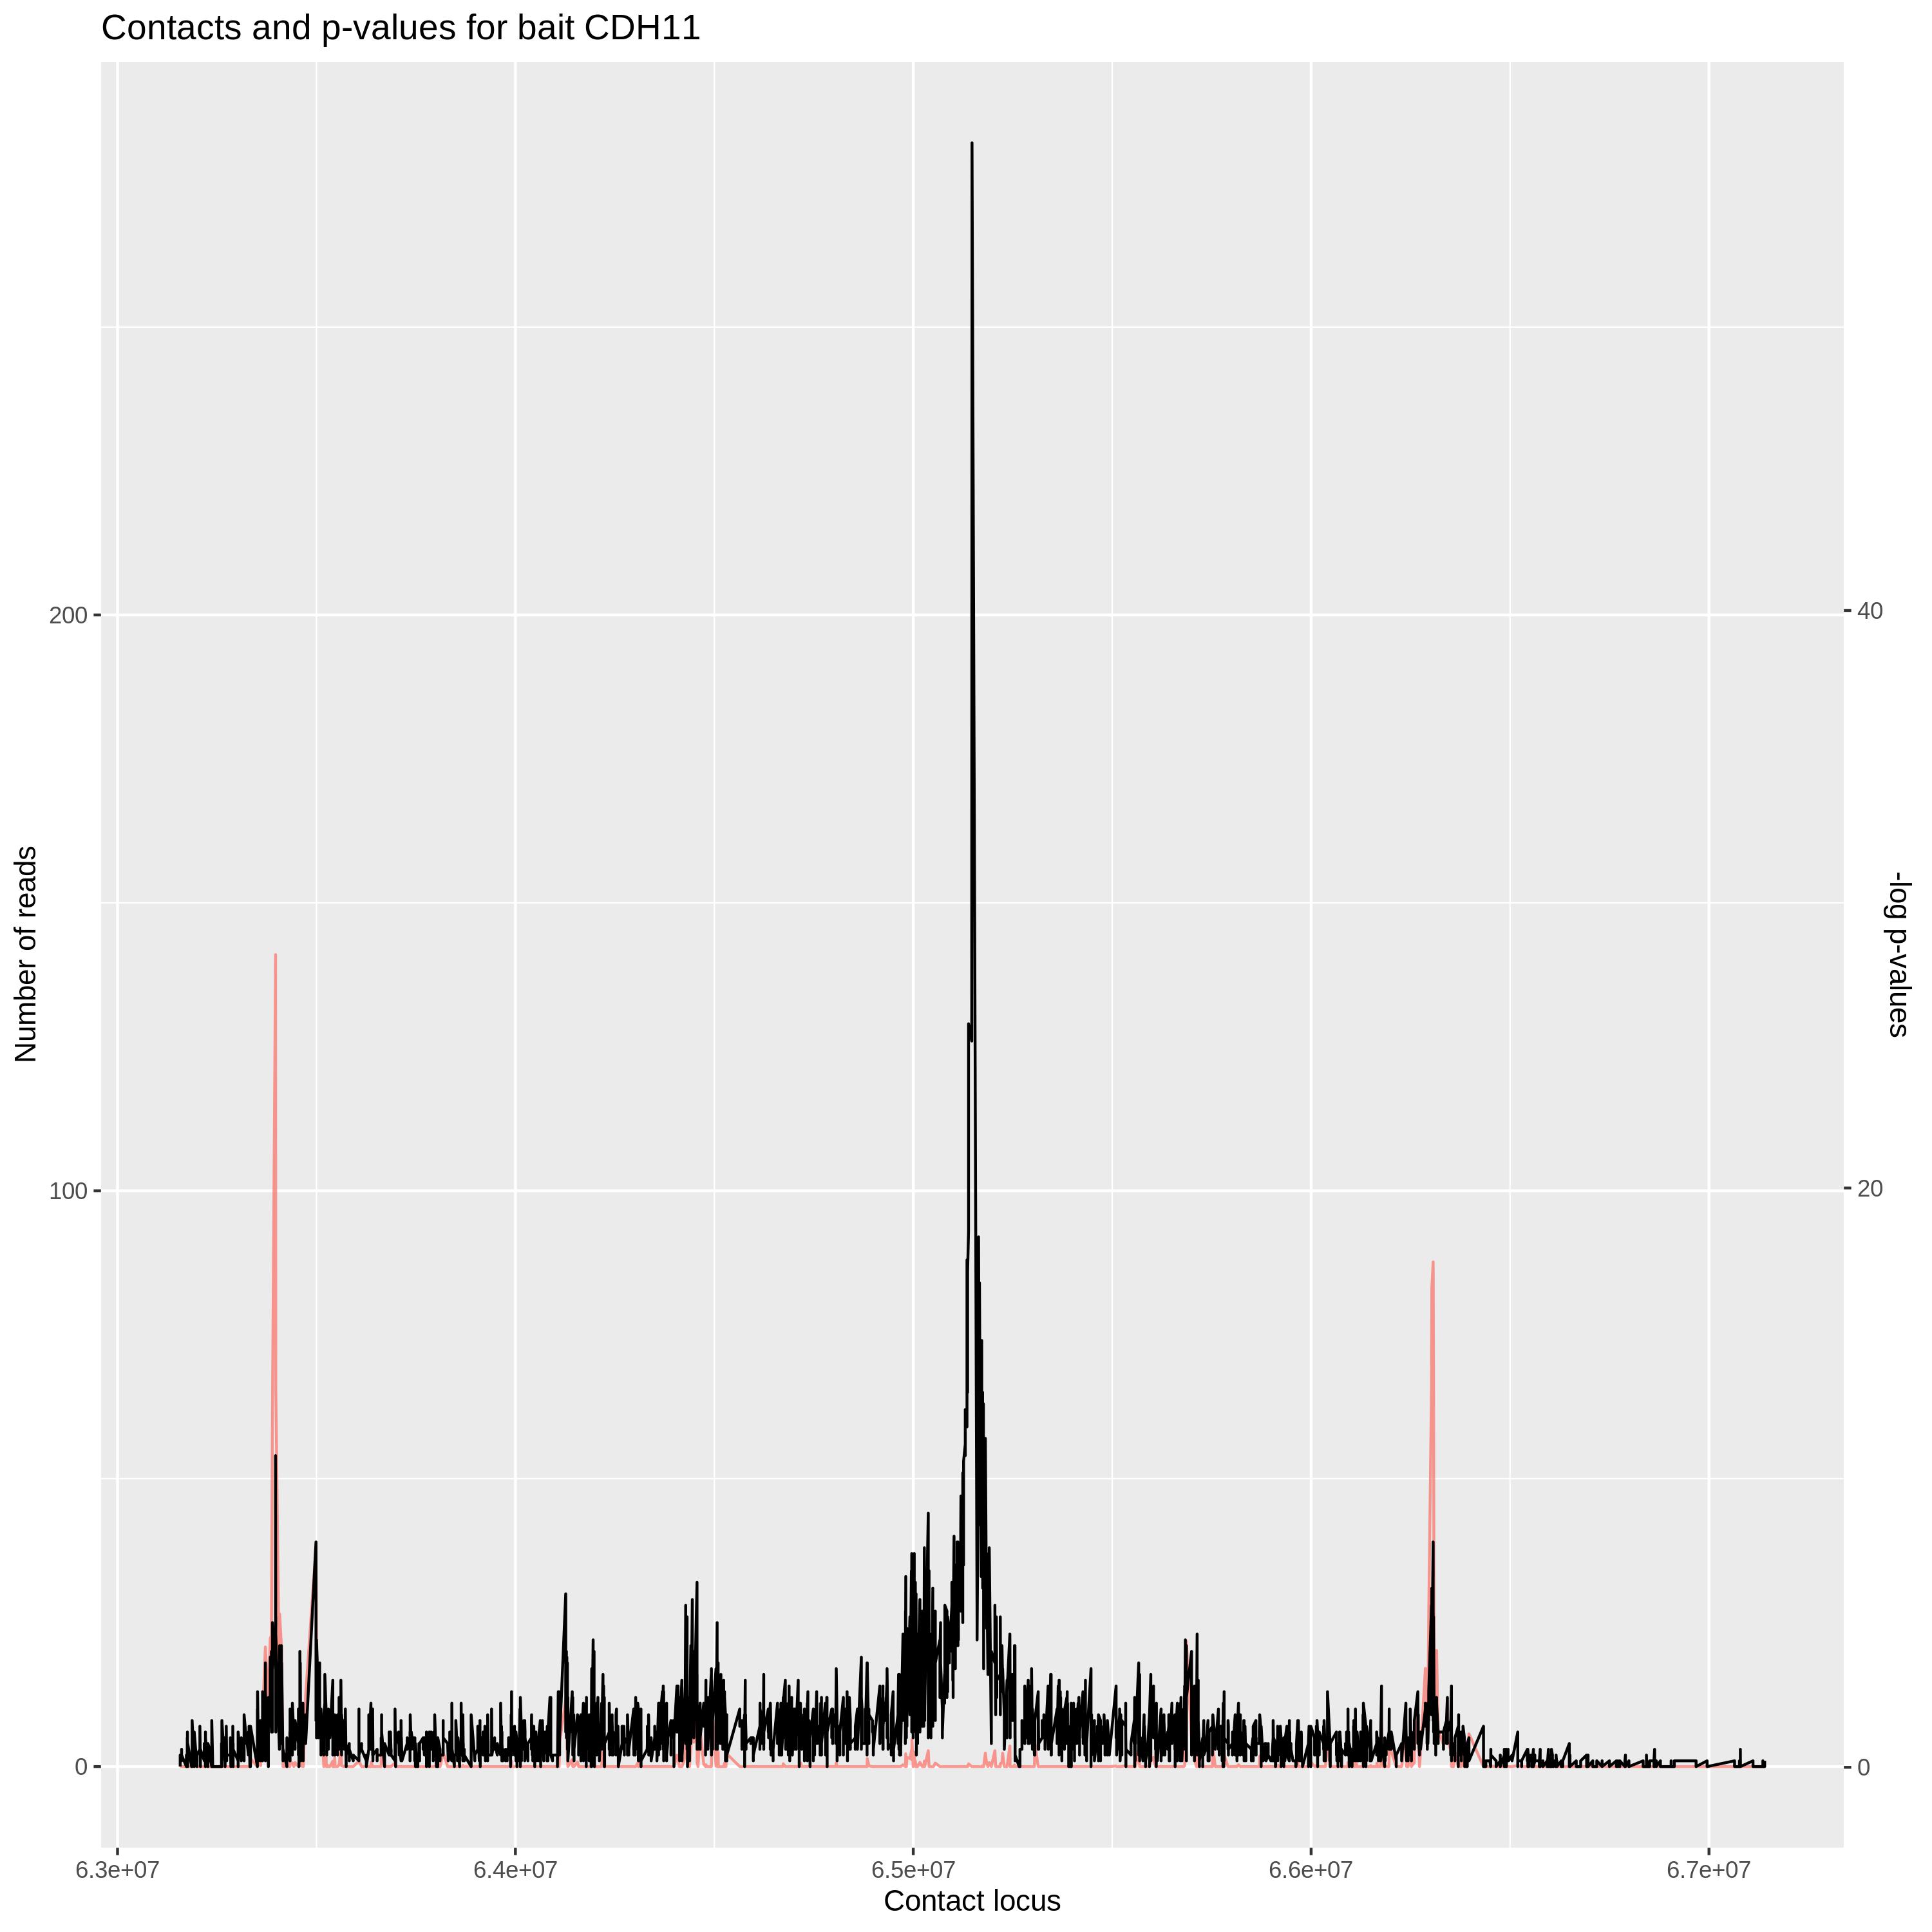 Contacts and p-values for bait CDH11
200
100
0
Number of reads
40
20
0
-log p-values
6.3e+07
6.4e+07
6.5e+07
6.6e+07
6.7e+07
Contact locus